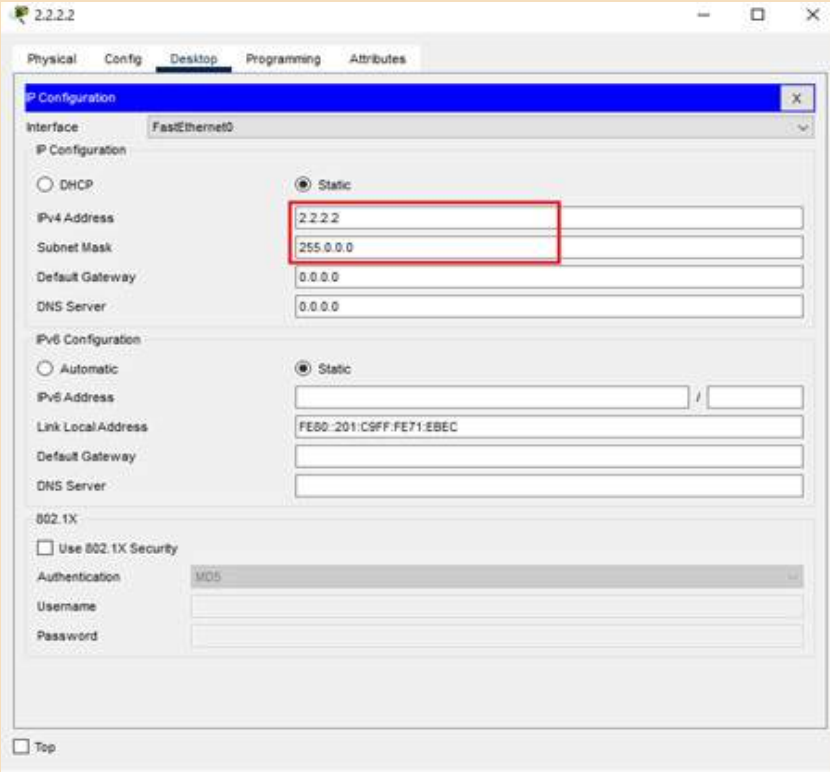 2.2.2.2
Physical Config Desktop Programming Attributes
IP Configuration X
Interface FastEthernet0
IP Configuration
DHCP Static
IPv4 Address 2.2.2.2
Subnet Mask 255.0.0.0
Default Gateway 0.0.0.0
DNS Server 0.0.0.0
IPv6 Configuration
Automatic Static
IPv6 Address /
Link Local Address FE80::201:C9FF:FE71:EBEC
Default Gateway
DNS Server
802.1X
Use 802.1X Security
Authentication MD5
Username
Password
Top